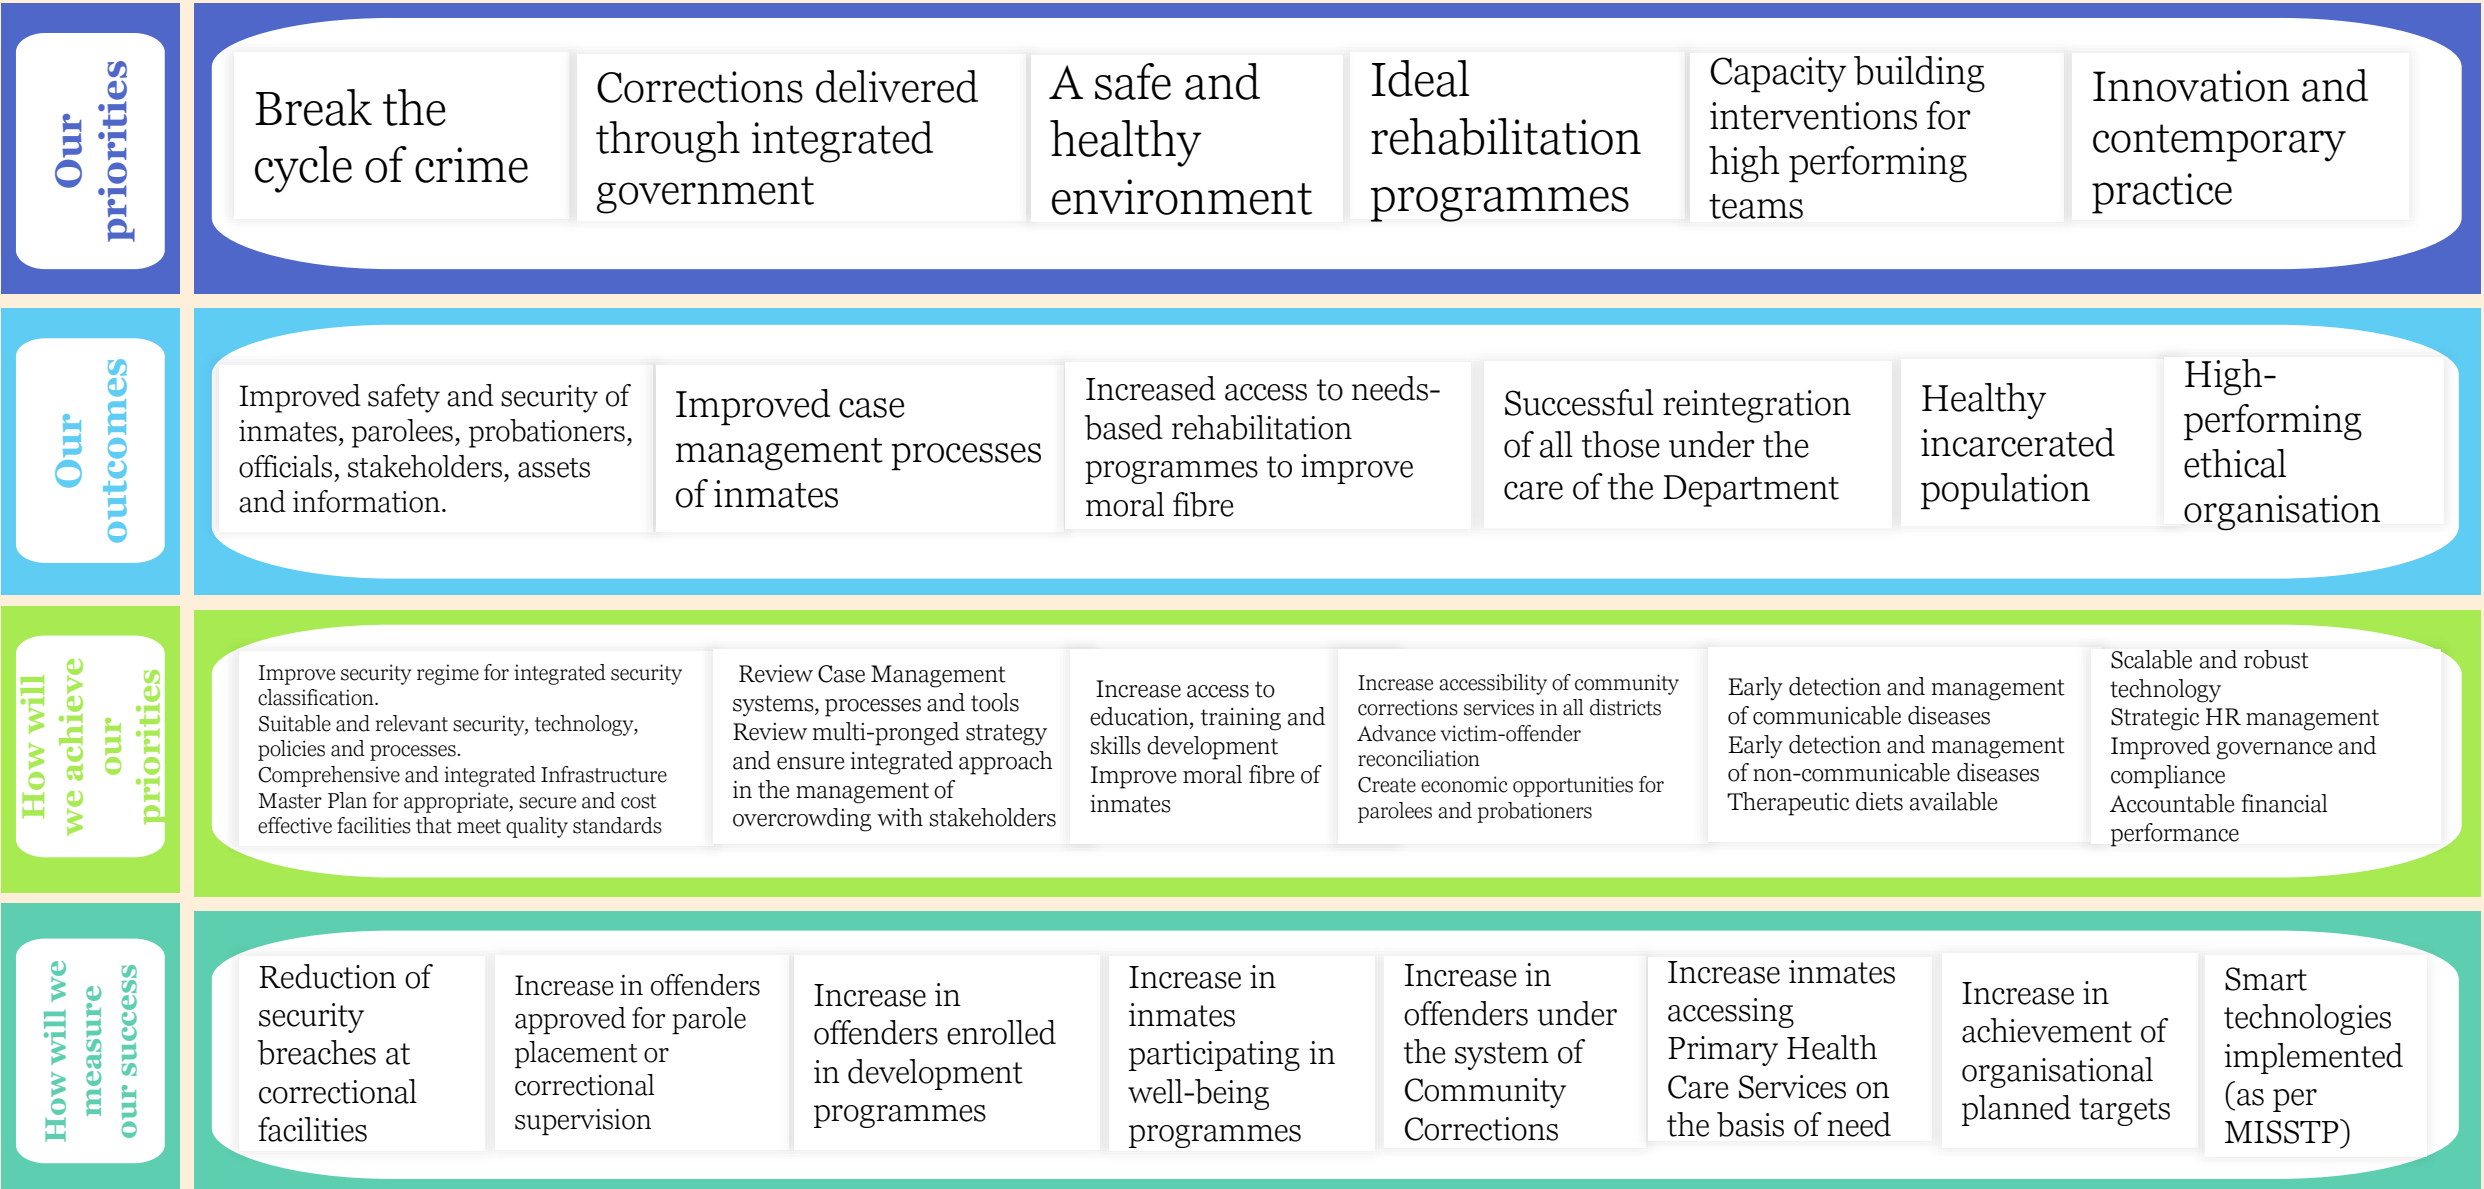 Our
priorities
Break the
cycle of crime
Corrections delivered
through integrated
government
A safe and
healthy
environment
Ideal
rehabilitation
programmes
Capacity building
interventions for
high performing
teams
Innovation and
contemporary
practice
Our
outcomes
Improved safety and security of
inmates, parolees, probationers,
officials, stakeholders, assets
and information.
Improved case
management processes
of inmates
Increased access to needs-
based rehabilitation
programmes to improve
moral fibre
Successful reintegration
of all those under the
care of the Department
Healthy
incarcerated
population
High-
performing
ethical
organisation
How will
we achieve
our
priorities
Improve security regime for integrated security
classification.
Suitable and relevant security, technology,
policies and processes.
Comprehensive and integrated Infrastructure
Master Plan for appropriate, secure and cost
effective facilities that meet quality standards
Review Case Management
systems, processes and tools
Review multi-pronged strategy
and ensure integrated approach
in the management of
overcrowding with stakeholders
Increase access to
education, training and
skills development
Improve moral fibre of
inmates
Increase accessibility of community
corrections services in all districts
Advance victim-offender
reconciliation
Create economic opportunities for
parolees and probationers
Early detection and management
of communicable diseases
Early detection and management
of non-communicable diseases
Therapeutic diets available
Scalable and robust
technology
Strategic HR management
Improved governance and
compliance
Accountable financial
performance
How will we
measure
our success
Reduction of
security
breaches at
correctional
facilities
Increase in offenders
approved for parole
placement or
correctional
supervision
Increase in
offenders enrolled
in development
programmes
Increase in
inmates
participating in
well-being
programmes
Increase in
offenders under
the system of
Community
Corrections
Increase inmates
accessing
Primary Health
Care Services on
the basis of need
Increase in
achievement of
organisational
planned targets
Smart
technologies
implemented
(as per
MISSTP)